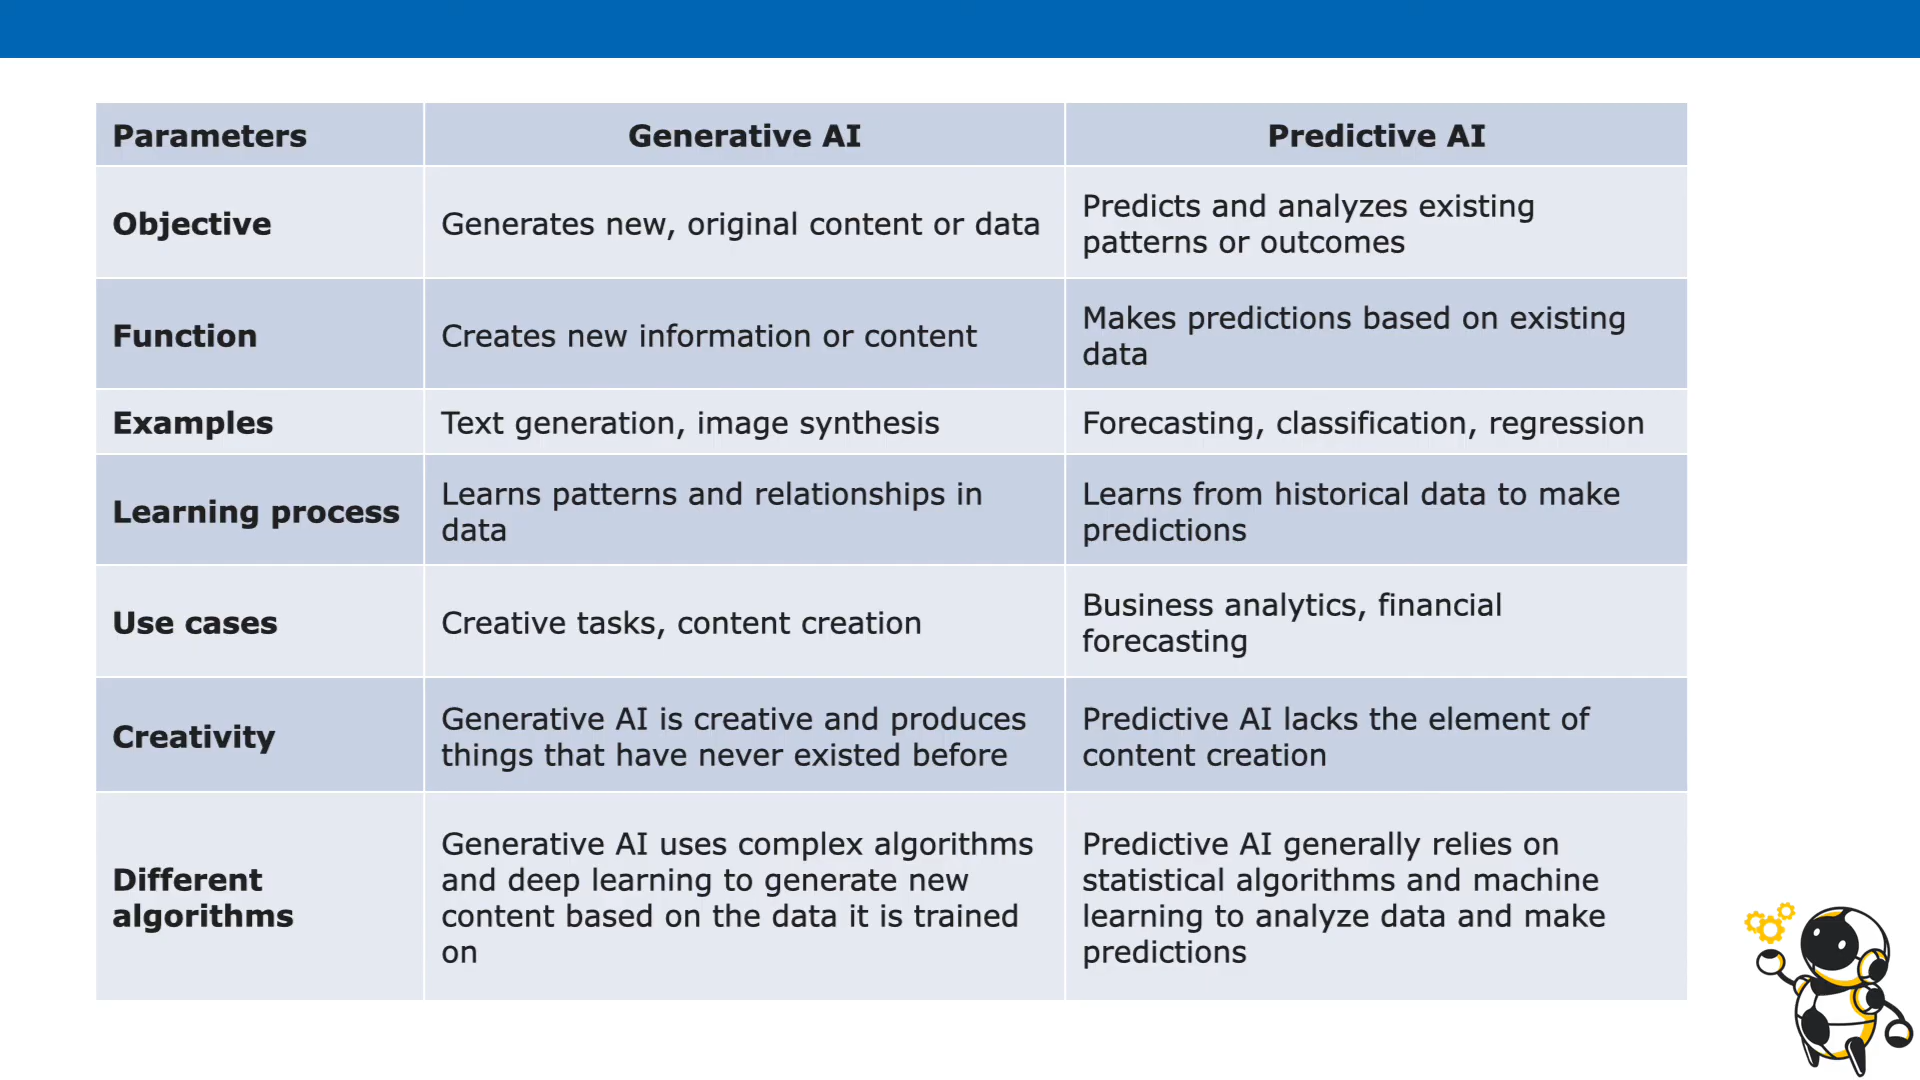 Parameters
Generative AI
Predictive AI
Objective
Generates new, original content or data
Predicts and analyzes existing
patterns or outcomes
Function
Creates new information or content
Makes predictions based on existing
data
Examples
Text generation, image synthesis
Forecasting, classification, regression
Learning process
Learns patterns and relationships in
data
Learns from historical data to make
predictions
Use cases
Creative tasks, content creation
Business analytics, financial
forecasting
Creativity
Generative AI is creative and produces
things that have never existed before
Predictive AI lacks the element of
content creation
Different
algorithms
Generative AI uses complex algorithms
and deep learning to generate new
content based on the data it is trained
on
Predictive AI generally relies on
statistical algorithms and machine
learning to analyze data and make
predictions